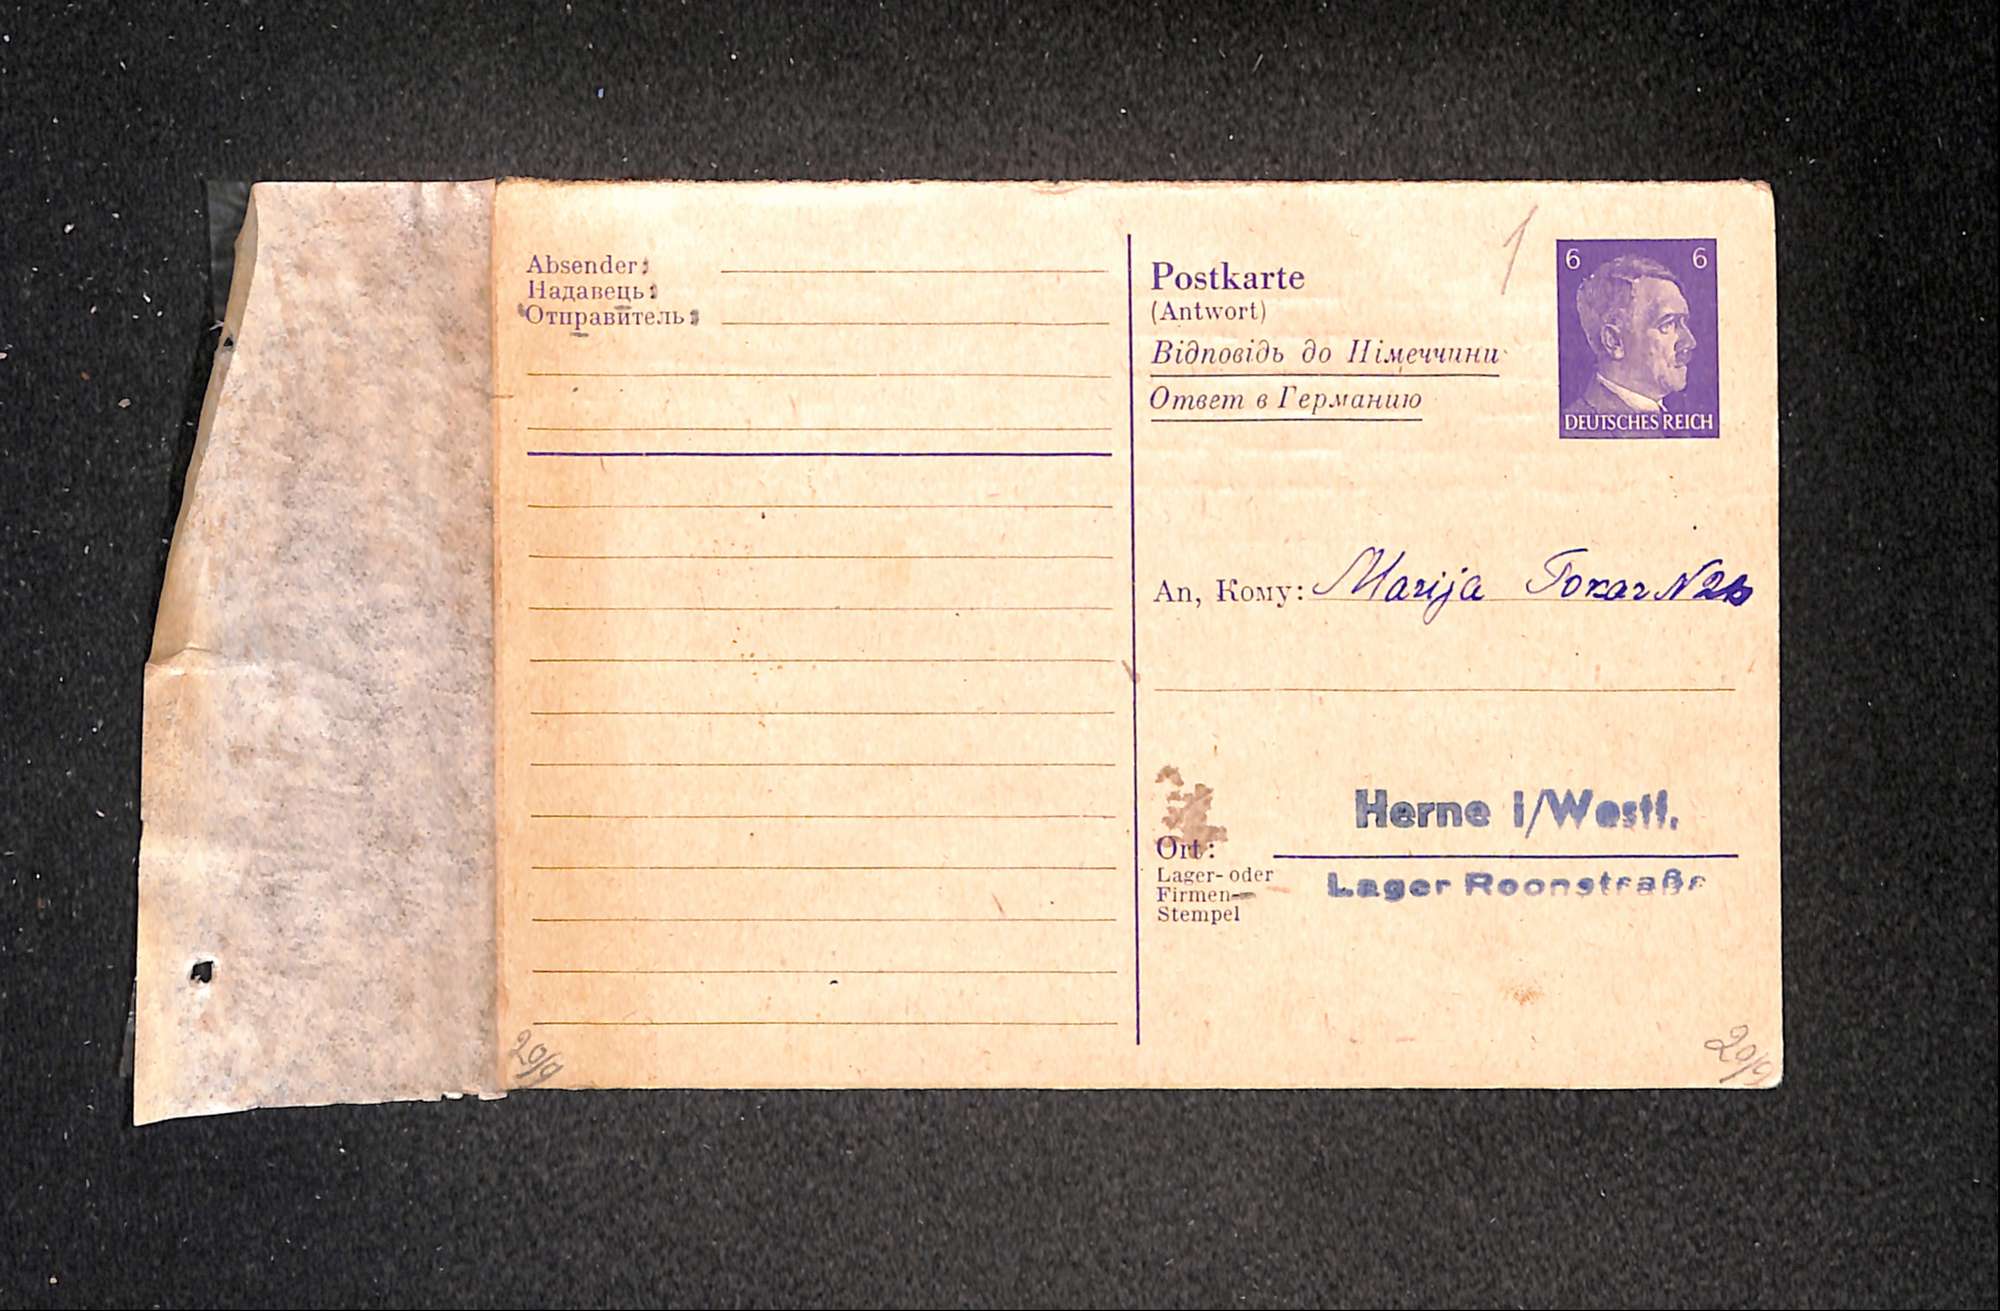 Absender:
Надавець:
Отправитель:
Postkarte
(Antwort)
Відповідь до Німеччини
Ответ в Германию
1
6 6
DEUTSCHES REICH
An, Кому: Marija Tokar N
Herne i/Westf.
Ort:
Lager- oder
Firmen-
Stempel
Lager Roonstraße
29/9
29/9